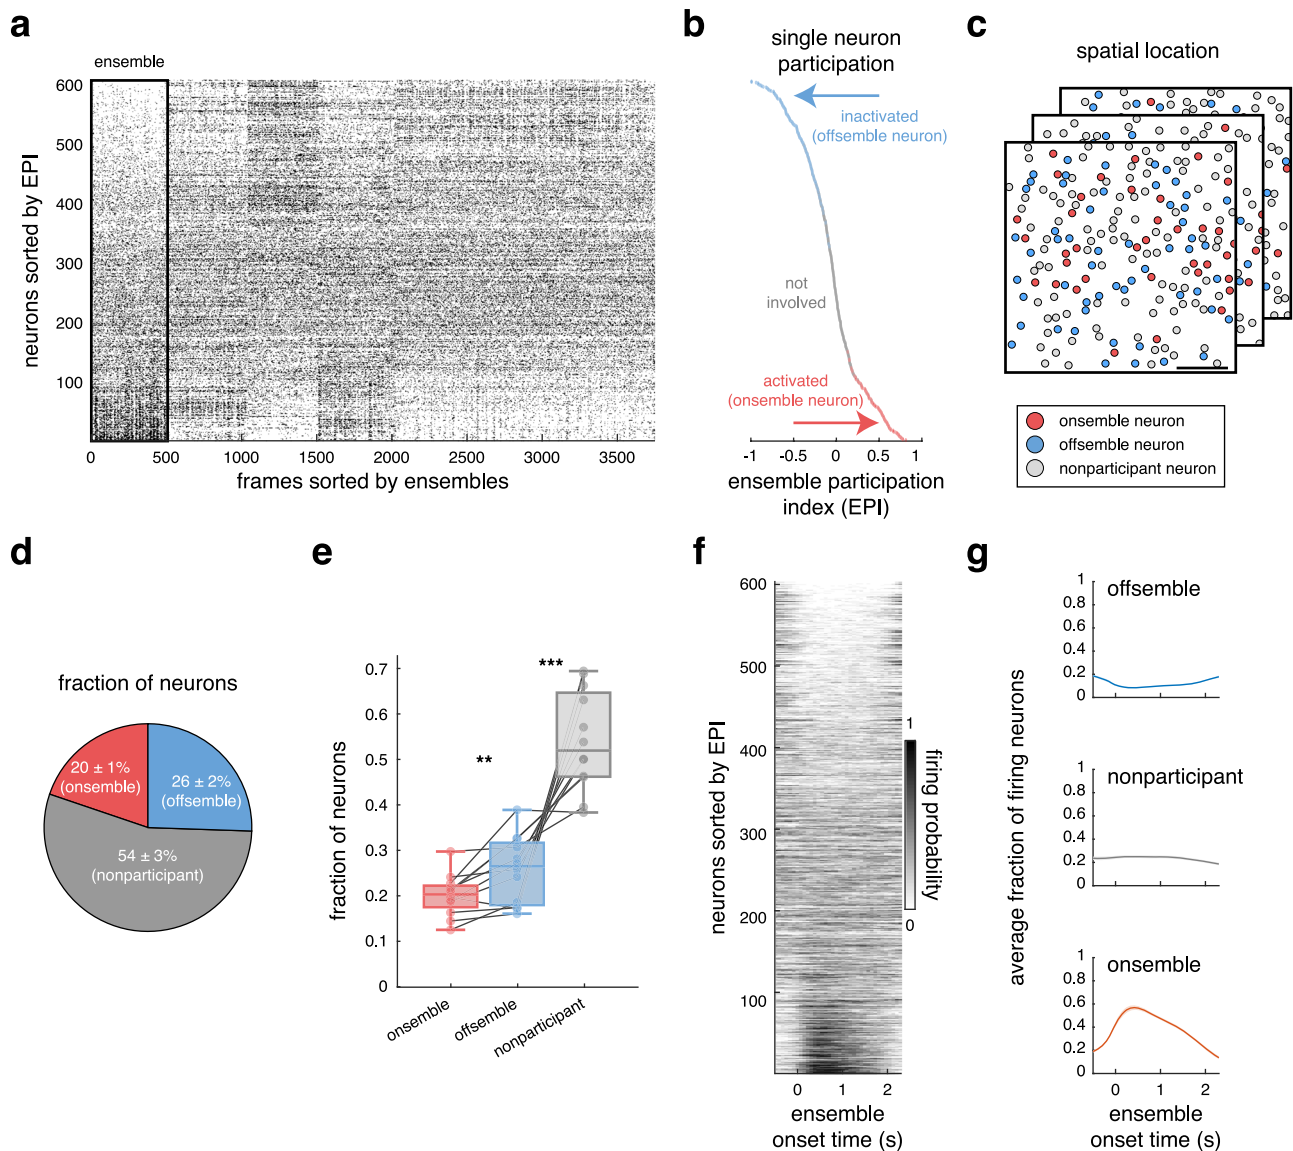 a
ensemble
neurons sorted by EPI
600
500
400
300
200
100
0
500
1000
1500
2000
2500
3000
3500
frames sorted by ensembles
b
single neuron
participation
inactivated
(offsemble neuron)
not
involved
activated
(onsemble neuron)
-1
-0.5
0
0.5
1
ensemble participation
index (EPI)
c
spatial location
onsemble neuron
offsemble neuron
nonparticipant neuron
d
fraction of neurons
20 ± 1%
(onsemble)
26 ± 2%
(offsemble)
54 ± 3%
(nonparticipant)
e
fraction of neurons
0.7
0.6
0.5
0.4
0.3
0.2
0.1
0
**
***
onsemble
offsemble
nonparticipant
f
neurons sorted by EPI
600
500
400
300
200
100
0
1
2
ensemble
onset time (s)
1
firing probability
0
g
average fraction of firing neurons
offsemble
1
0.8
0.6
0.4
0.2
0
nonparticipant
1
0.8
0.6
0.4
0.2
0
onsemble
1
0.8
0.6
0.4
0.2
0
0
1
2
ensemble
onset time (s)